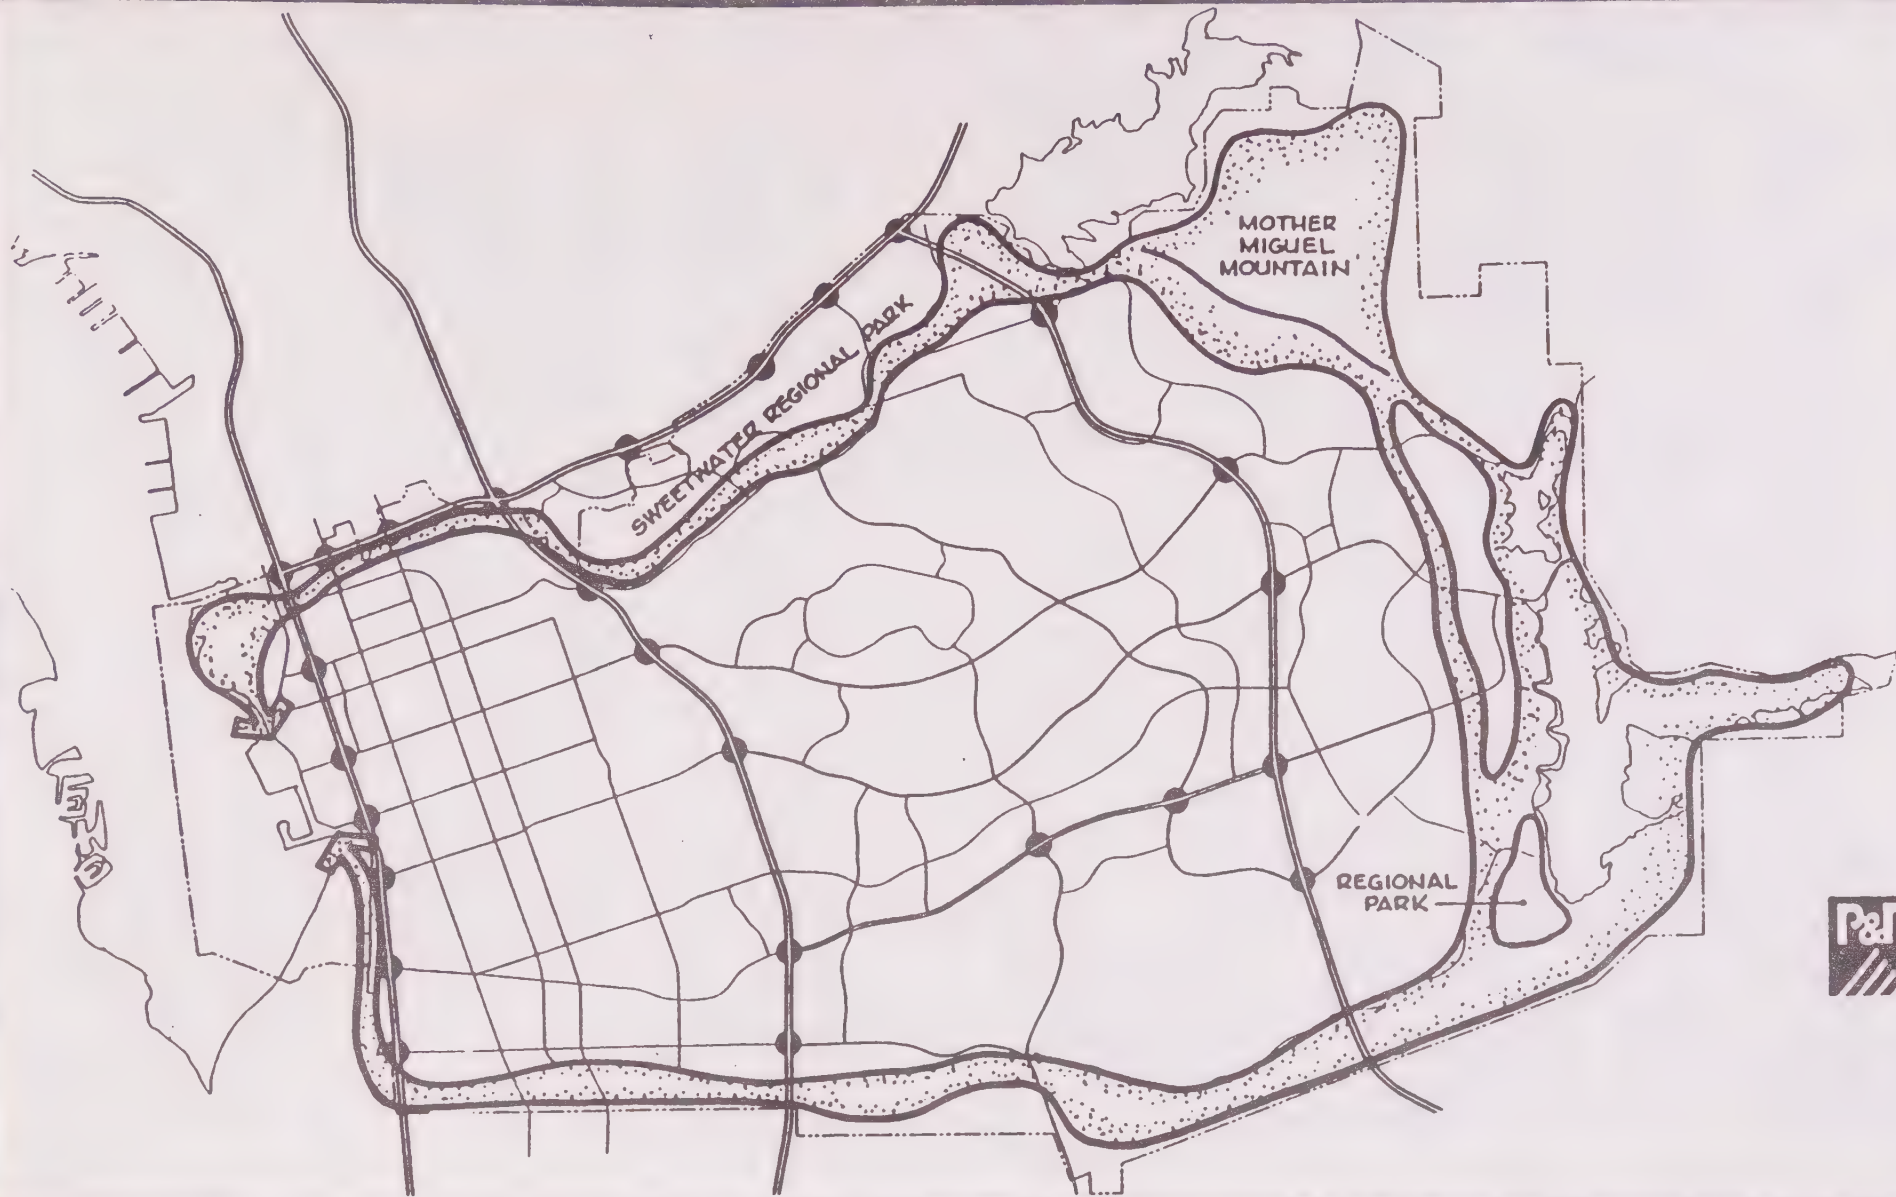 MOTHER
MIGUEL
MOUNTAIN
SWEETWATER REGIONAL PARK
REGIONAL
PARK